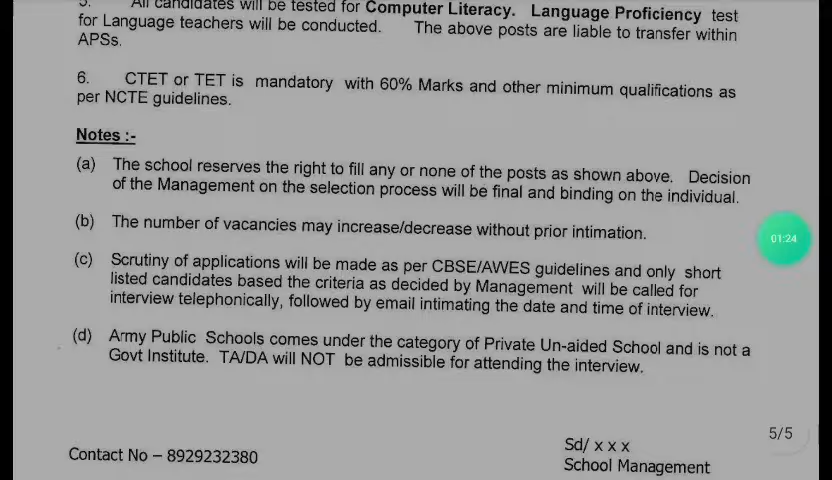 5. All candidates will be tested for Computer Literacy. Language Proficiency test
for Language teachers will be conducted. The above posts are liable to transfer within
APSs.
6. CTET or TET is mandatory with 60% Marks and other minimum qualifications as
per NCTE guidelines.
Notes :-
(a) The school reserves the right to fill any or none of the posts as shown above. Decision
of the Management on the selection process will be final and binding on the individual.
(b) The number of vacancies may increase/decrease without prior intimation.
01:24
(c) Scrutiny of applications will be made as per CBSE/AWES guidelines and only short
listed candidates based the criteria as decided by Management will be called for
interview telephonically, followed by email intimating the date and time of interview.
(d) Army Public Schools comes under the category of Private Un-aided School and is not a
Govt Institute. TA/DA will NOT be admissible for attending the interview.
5/5
Contact No – 8929232380
Sd/ x x x
School Management